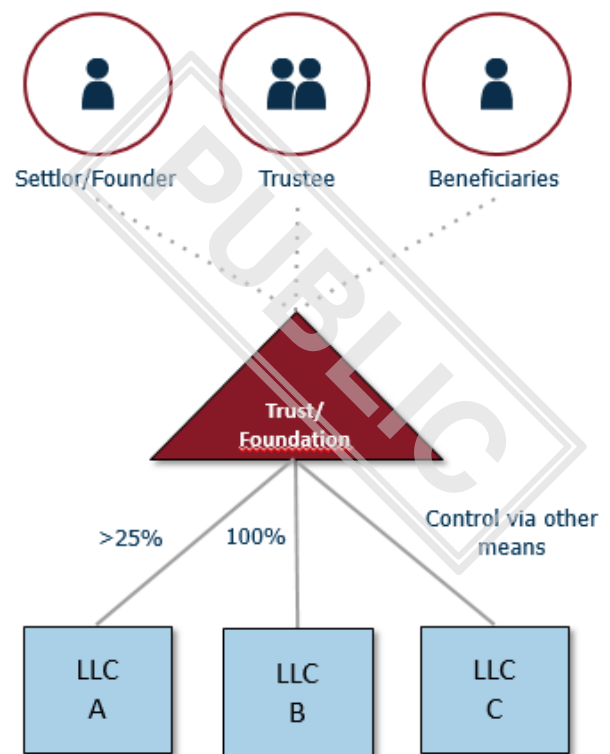 Settlor/Founder
Trustee
Beneficiaries
PUBLIC
Trust/
Foundation
>25%
100%
Control via other
means
LLC
A
LLC
B
LLC
C